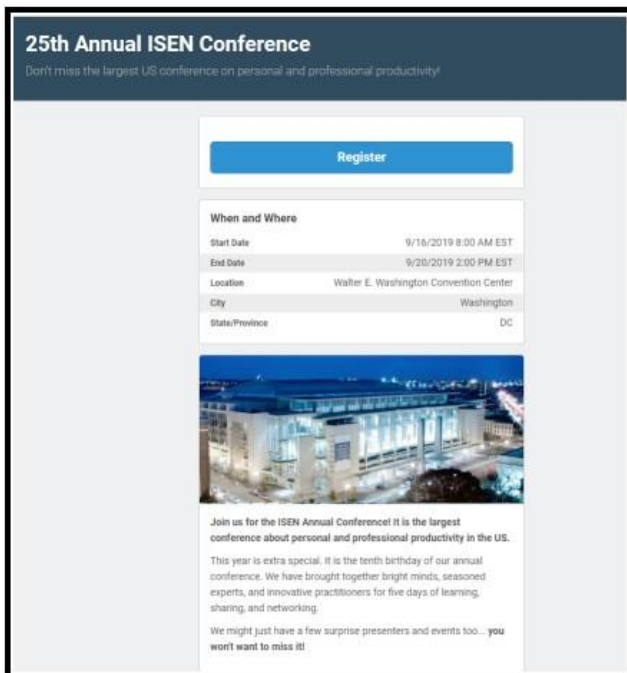 25th Annual ISEN Conference
Don't miss the largest US conference on personal and professional productivity!
Register
When and Where
Start Date 9/16/2019 8:00 AM EST
End Date 9/20/2019 2:00 PM EST
Location Walter E. Washington Convention Center
City Washington
State/Province DC
Join us for the ISEN Annual Conference! It is the largest
conference about personal and professional productivity in the US.
This year is extra special. It is the tenth birthday of our annual
conference. We have brought together bright minds, seasoned
experts, and innovative practitioners for five days of learning,
sharing, and networking.
We might just have a few surprise presenters and events too... you
won't want to miss it!